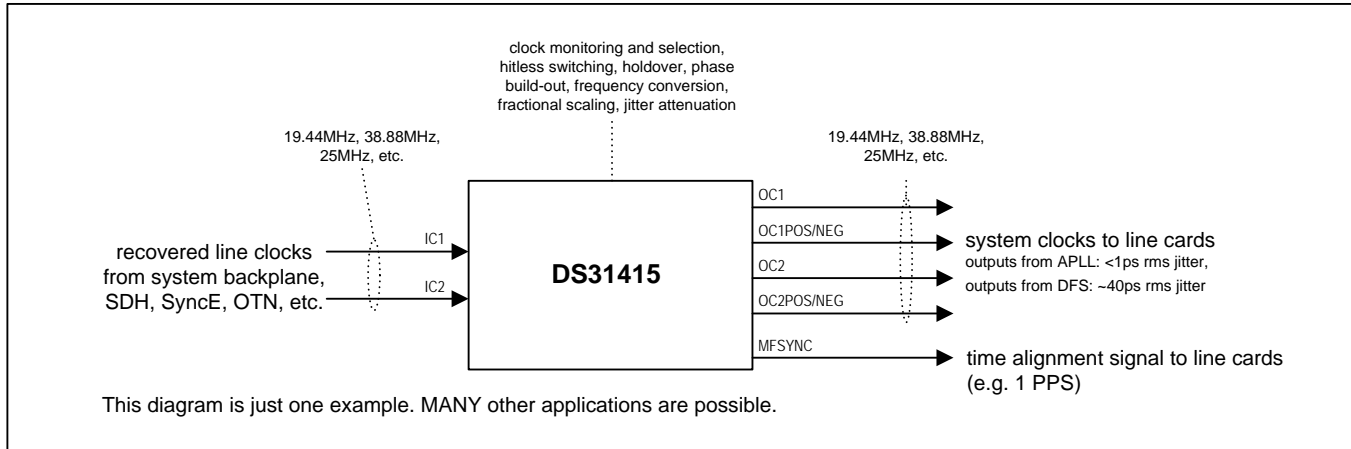 clock monitoring and selection,
hitless switching, holdover, phase
build-out, frequency conversion,
fractional scaling, jitter attenuation
19.44MHz, 38.88MHz,
25MHz, etc.
19.44MHz, 38.88MHz,
25MHz, etc.
recovered line clocks
from system backplane,
SDH, SyncE, OTN, etc.
IC1
IC2
DS31415
OC1
OC1POS/NEG
OC2
OC2POS/NEG
MFSYNC
system clocks to line cards
outputs from APLL: <1ps rms jitter,
outputs from DFS: ~40ps rms jitter
time alignment signal to line cards
(e.g. 1 PPS)
This diagram is just one example. MANY other applications are possible.